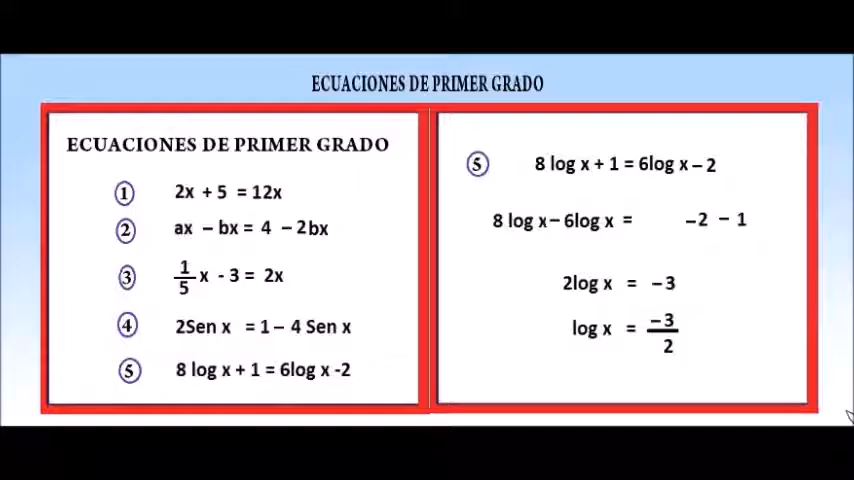 ECUACIONES DE PRIMER GRADO
ECUACIONES DE PRIMER GRADO
1 2x + 5 = 12x
2 ax – bx = 4 – 2bx
3 1/5 x - 3 = 2x
4 2Sen x = 1 – 4 Sen x
5 8 log x + 1 = 6log x -2
5 8 log x + 1 = 6log x – 2
8 log x – 6log x = –2 – 1
2log x = –3
log x = –3/2